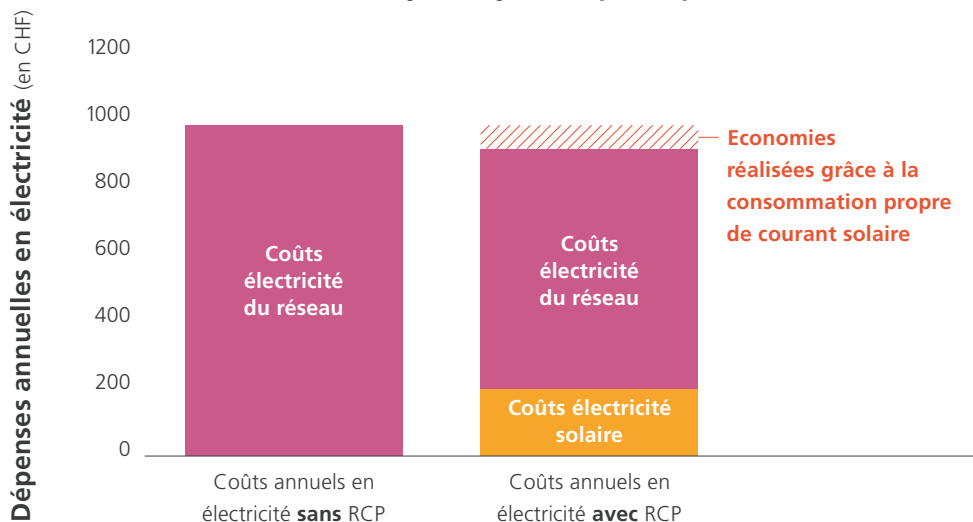 Dépenses annuelles en électricité (en CHF)
1200
1000
800
600
400
200
0
Coûts
électricité
du réseau
Coûts
électricité
du réseau
Coûts électricité
solaire
Economies
réalisées grâce à la
consommation propre
de courant solaire
Coûts annuels en
électricité sans RCP
Coûts annuels en
électricité avec RCP